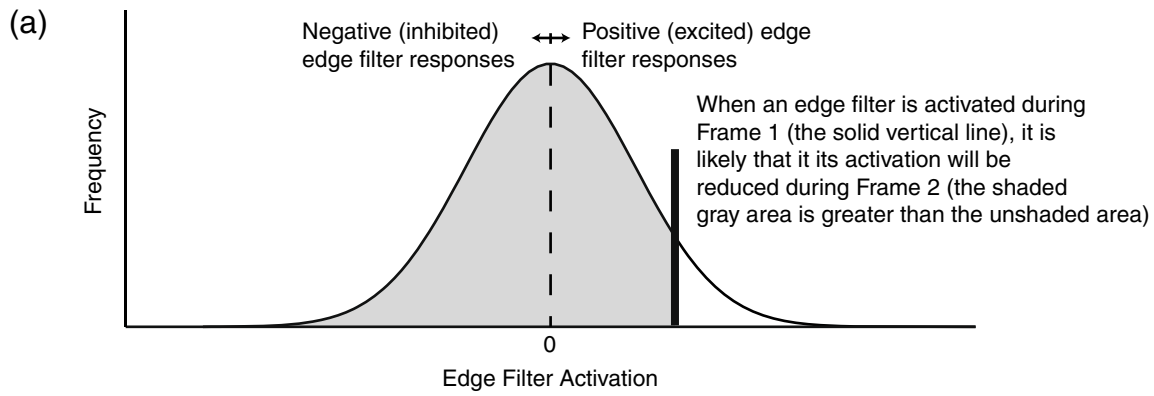 (a)
Negative (inhibited)
edge filter responses
Positive (excited) edge
filter responses
When an edge filter is activated during
Frame 1 (the solid vertical line), it is
likely that it its activation will be
reduced during Frame 2 (the shaded
gray area is greater than the unshaded area)
Frequency
0
Edge Filter Activation